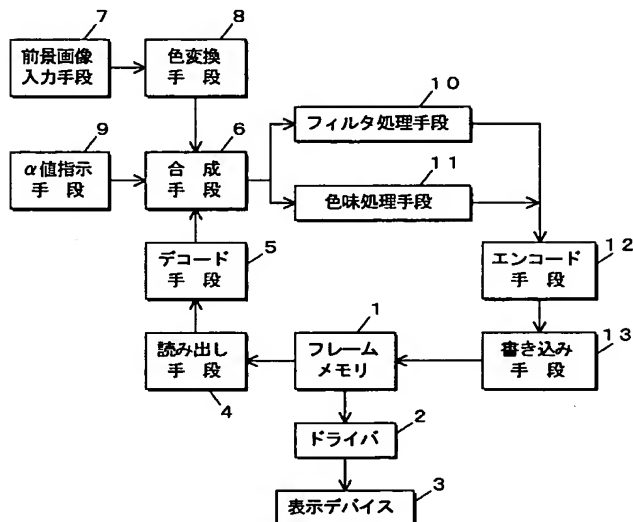 7
8
前景画像
入力手段
色変換
手 段
10
9
6
フィルタ処理手段
α値指示
手 段
合 成
手 段
11
色味処理手段
デコード
手 段
5
エンコード
手 段
12
1
読み出し
手 段
フレーム
メモリ
書き込み
手 段
13
4
ドライバ
2
表示デバイス
3